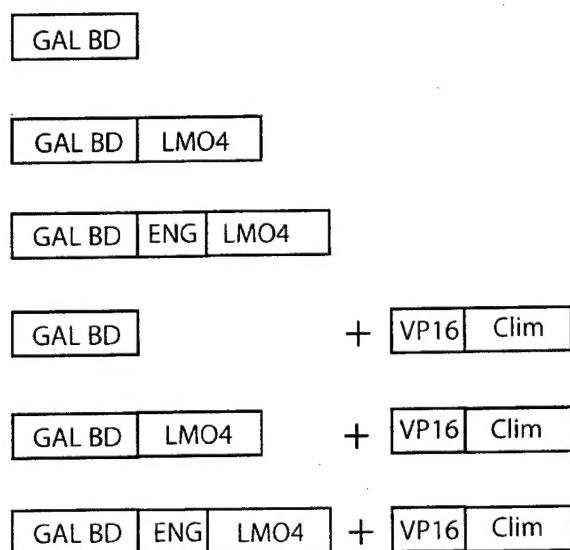 GAL BD
GAL BD LMO4
GAL BD ENG LMO4
GAL BD + VP16 Clim
GAL BD LMO4 + VP16 Clim
GAL BD ENG LMO4 + VP16 Clim